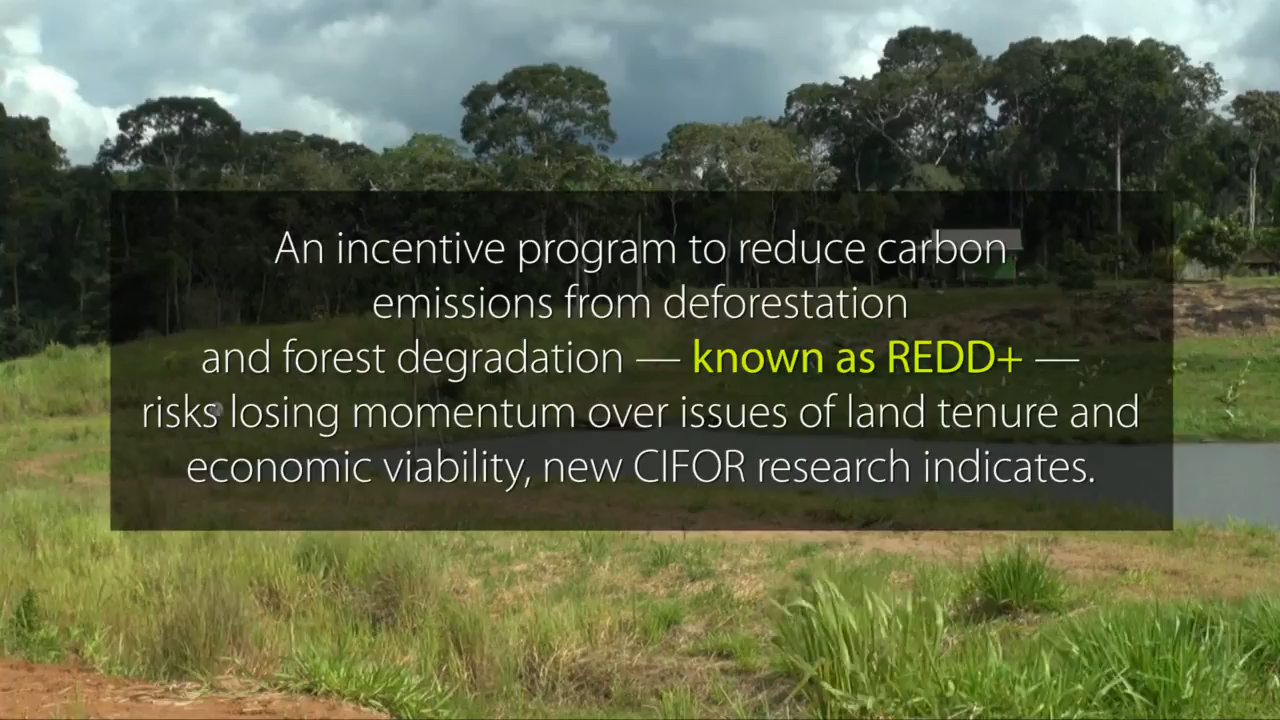 An incentive program to reduce carbon
emissions from deforestation
and forest degradation — known as REDD+ —
risks losing momentum over issues of land tenure and
economic viability, new CIFOR research indicates.